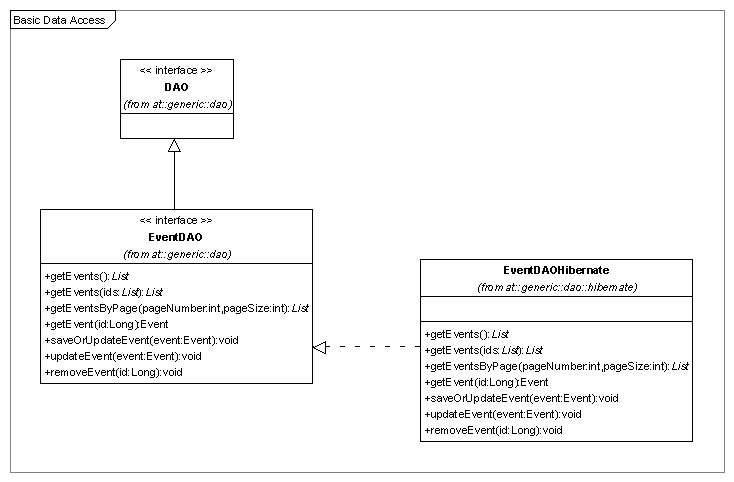 Basic Data Access
<< interface >>
DAO
(from at::generic::dao)
<< interface >>
EventDAO
(from at::generic::dao)
+getEvents():List
+getEvents(ids:List):List
+getEventsByPage(pageNumber:int,pageSize:int):List
+getEvent(id:Long):Event
+saveOrUpdateEvent(event:Event):void
+updateEvent(event:Event):void
+removeEvent(id:Long):void
EventDAOHibernate
(from at::generic::dao::hibernate)
+getEvents():List
+getEvents(ids:List):List
+getEventsByPage(pageNumber:int,pageSize:int):List
+getEvent(id:Long):Event
+saveOrUpdateEvent(event:Event):void
+updateEvent(event:Event):void
+removeEvent(id:Long):void